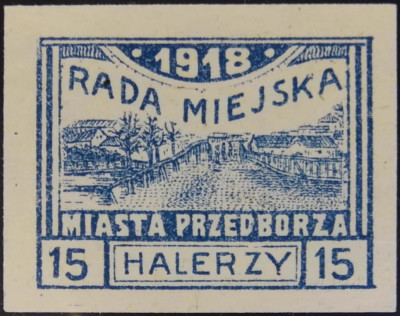 1918
RADA MIEJSKA
MIASTA PRZEDBORZA
15 HALERZY 15